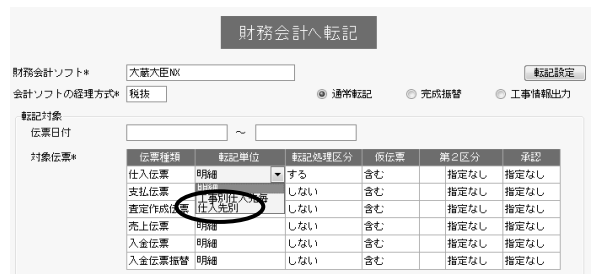 財務会計へ転記
財務会計ソフト* 大蔵大臣NX 転記設定
会計ソフトの経理方式* 税抜 通常転記 完成振替 工事情報出力
転記対象
伝票日付 ~
対象伝票* 伝票種類 転記単位 転記処理区分 仮伝票 第2区分 承認
仕入伝票 明細 する 含む 指定なし 指定なし
明細
支払伝票 しない 含む 指定なし 指定なし
工事別仕入先毎
査定作成伝票 仕入先別 しない 含む 指定なし 指定なし
売上伝票 明細 しない 含む 指定なし 指定なし
入金伝票 明細 しない 含む 指定なし 指定なし
入金伝票振替 明細 しない 含む 指定なし 指定なし